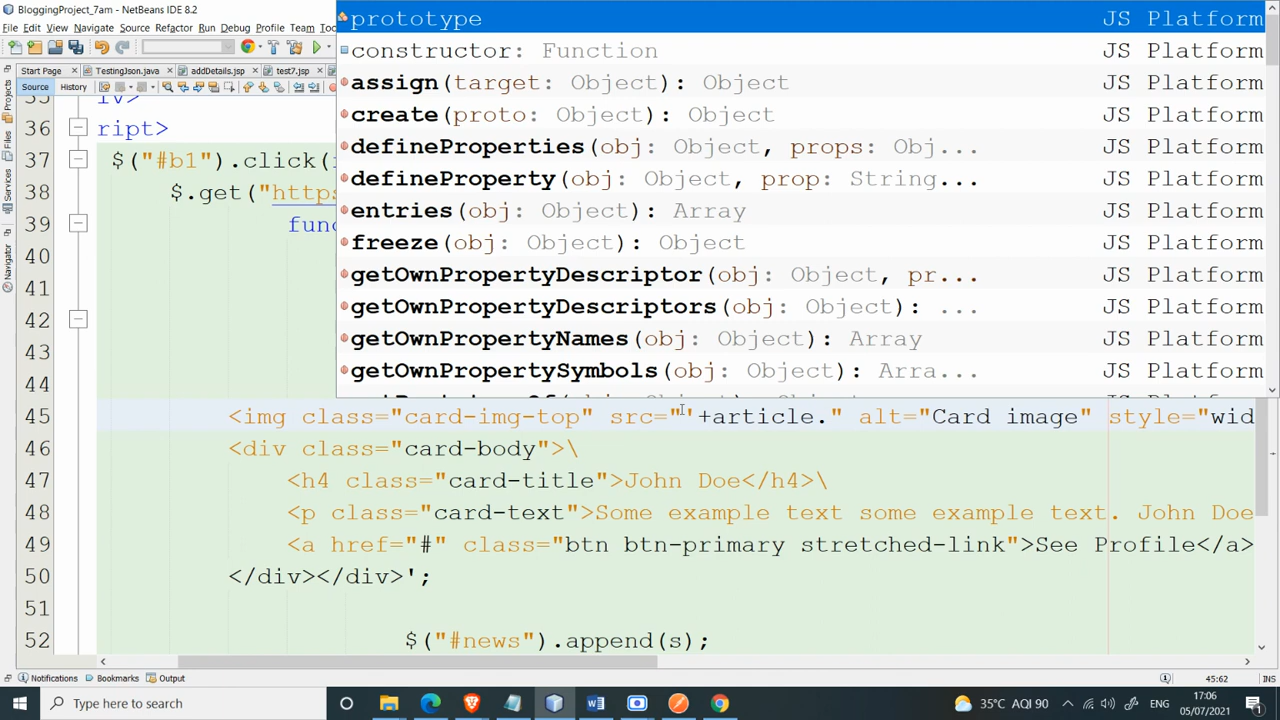 BloggingProject_7am - NetBeans IDE 8.2
File Edit View Navigate Source Refactor Run Debug Profile
Start Page TestingJson.java addDetails.jsp test7.jsp
Source History
prototype JS Platform
constructor: Function JS Platform
assign(target: Object): Object JS Platform
create(proto: Object): Object JS Platform
defineProperties(obj: Object, props: Obj... JS Platform
defineProperty(obj: Object, prop: String... JS Platform
entries(obj: Object): Array JS Platform
freeze(obj: Object): Object JS Platform
getOwnPropertyDescriptor(obj: Object, pr... JS Platform
getOwnPropertyDescriptors(obj: Object): ... JS Platform
getOwnPropertyNames(obj: Object): Array JS Platform
getOwnPropertySymbols(obj: Object): Arra... JS Platform
Projects
Files
Services
Navigator
35 iv>
36 ript>
37 $("#b1").click(
38 $.get("https
39 func
40
41
42
43
44
45 <img class="card-img-top" src="'+article." alt="Card image" style="wid
46 <div class="card-body">\
47 <h4 class="card-title">John Doe</h4>\
48 <p class="card-text">Some example text some example text. John Doe
49 <a href="#" class="btn btn-primary stretched-link">See Profile</a>
50 </div></div>';
51
52 $("#news").append(s);
Notifications Bookmarks Output 45:62 INS
Type here to search 35°C AQI 90 ENG 17:06
05/07/2021 1